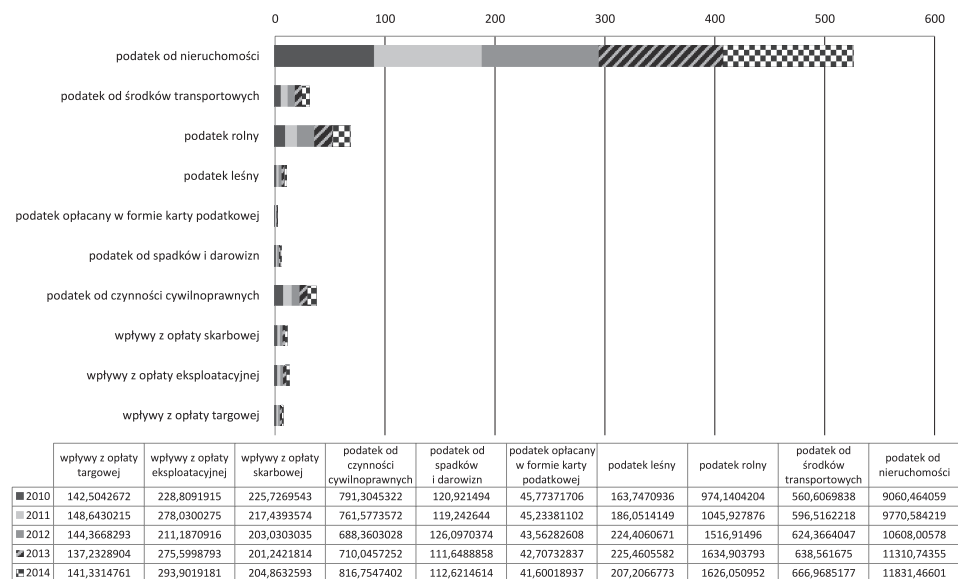 0 100 200 300 400 500 600
podatek od nieruchomości
podatek od środków transportowych
podatek rolny
podatek leśny
podatek opłacany w formie karty podatkowej
podatek od spadków i darowizn
podatek od czynności cywilnoprawnych
wpływy z opłaty skarbowej
wpływy z opłaty eksploatacyjnej
wpływy z opłaty targowej
wpływy z opłaty targowej
wpływy z opłaty eksploatacyjnej
wpływy z opłaty skarbowej
podatek od czynności cywilnoprawnych
podatek od spadków i darowizn
podatek opłacany w formie karty podatkowej
podatek leśny
podatek rolny
podatek od środków transportowych
podatek od nieruchomości
2010 142,5042672 228,8091915 225,7269543 791,3045322 120,921494 45,77371706 163,7470936 974,1404204 560,6069838 9060,464059
2011 148,6430215 278,0300275 217,4393574 761,5773572 119,242644 45,23381102 186,0514149 1045,927876 596,5162218 9770,584219
2012 144,3668293 211,1870916 203,0303035 688,3603028 126,0970374 43,56282608 224,4060671 1516,91496 624,3664047 10608,00578
2013 137,2328904 275,5998793 201,2421814 710,0457252 111,6488858 42,70732837 225,4605582 1634,903793 638,561675 11310,74355
2014 141,3314761 293,9019181 204,8632593 816,7547402 112,6214614 41,60018937 207,2066773 1626,050952 666,9685177 11831,46601